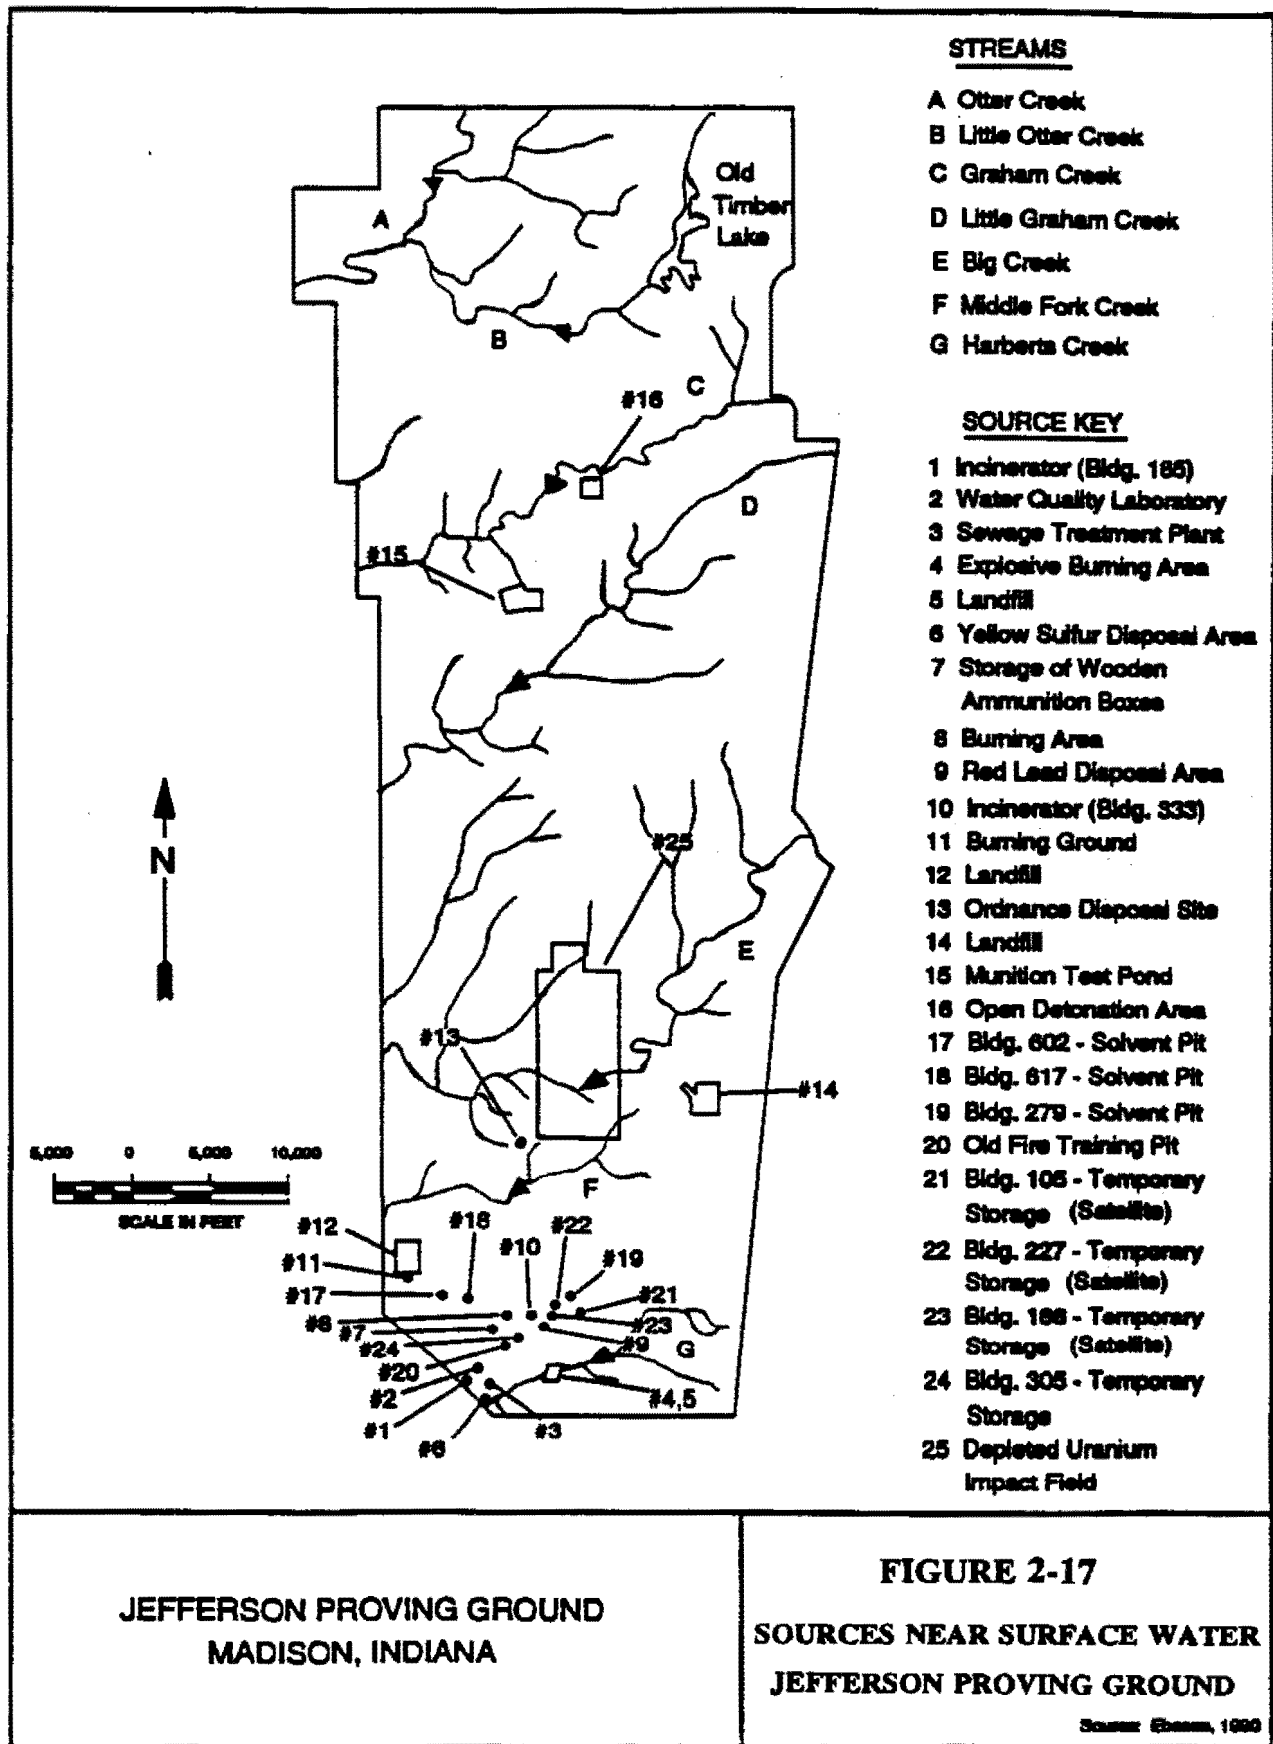 STREAMS
A Otter Creek
B Little Otter Creek
C Graham Creek
D Little Graham Creek
E Big Creek
F Middle Fork Creek
G Harberts Creek
SOURCE KEY
1 Incinerator (Bldg. 185)
2 Water Quality Laboratory
3 Sewage Treatment Plant
4 Explosive Burning Area
5 Landfill
6 Yellow Sulfur Disposal Area
7 Storage of Wooden
Ammunition Boxes
8 Burning Area
9 Red Lead Disposal Area
10 Incinerator (Bldg. 333)
11 Burning Ground
12 Landfill
13 Ordnance Disposal Site
14 Landfill
15 Munition Test Pond
16 Open Detonation Area
17 Bldg. 602 - Solvent Pit
18 Bldg. 617 - Solvent Pit
19 Bldg. 279 - Solvent Pit
20 Old Fire Training Pit
21 Bldg. 105 - Temporary
Storage (Satellite)
22 Bldg. 227 - Temporary
Storage (Satellite)
23 Bldg. 186 - Temporary
Storage (Satellite)
24 Bldg. 305 - Temporary
Storage
25 Depleted Uranium
Impact Field
Old
Timber
Lake
A
B
C
#16
D
#15
N
#25
E
#13
#14
5,000 0 5,000 10,000
SCALE IN FEET
F
#12
#18
#22
#10
#19
#11
#17
#21
#8
#7
#23
#24
#9
G
#20
#2
#4,5
#1
#3
#6
JEFFERSON PROVING GROUND
MADISON, INDIANA
FIGURE 2-17
SOURCES NEAR SURFACE WATER
JEFFERSON PROVING GROUND
Source: Ebasco, 1990